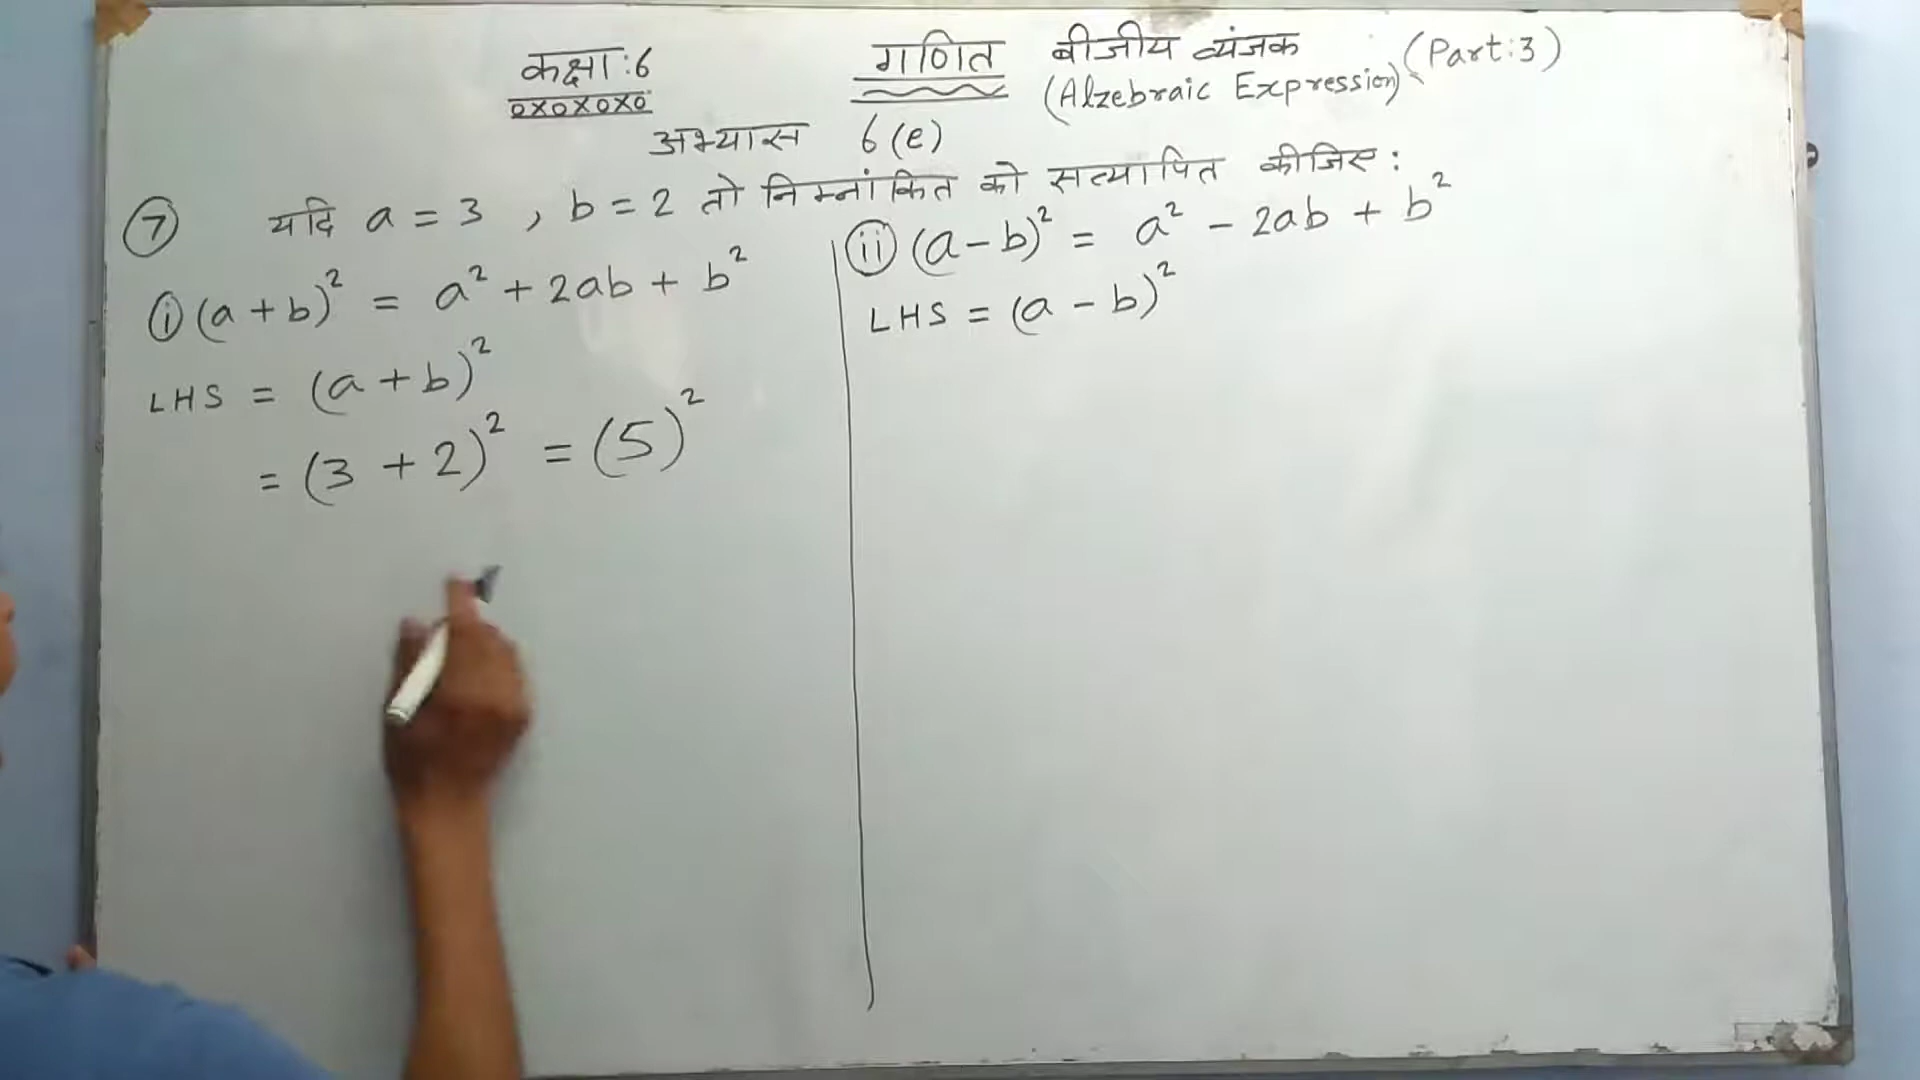 कक्षा:6
0x0x0x0
गणित
बीजीय व्यंजक (Part:3)
(Alzebraic Expression)
अभ्यास 6(e)
7 यदि a = 3 , b = 2 तो निम्नांकित को सत्यापित कीजिए:
i (a+b)² = a² + 2ab + b²
LHS = (a+b)²
= (3+2)² = (5)²
ii (a-b)² = a² - 2ab + b²
LHS = (a-b)²